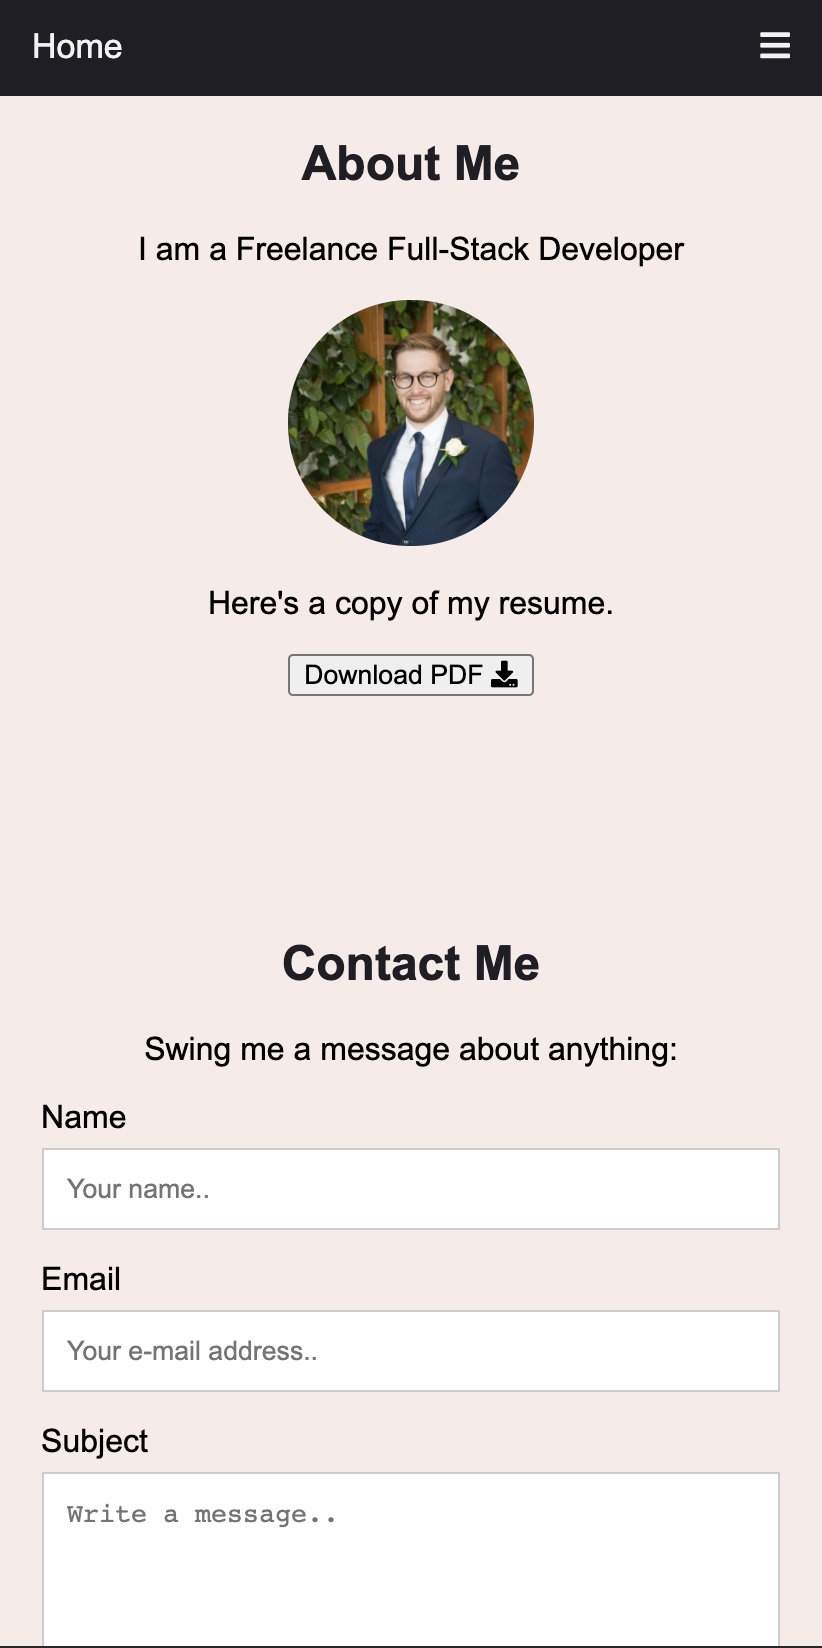 Home
About Me
I am a Freelance Full-Stack Developer
Here's a copy of my resume.
Download PDF
Contact Me
Swing me a message about anything:
Name
Your name..
Email
Your e-mail address..
Subject
Write a message..